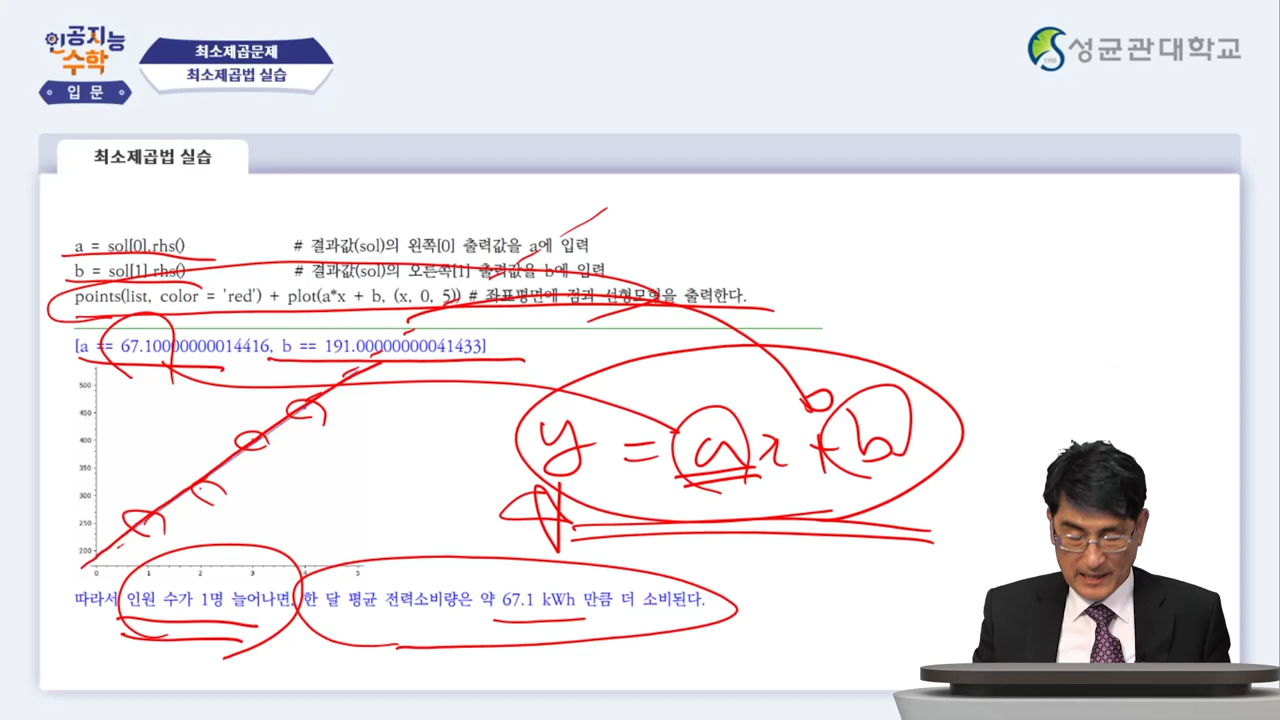 인공지능
수학
입문
최소제곱문제
최소제곱법 실습
성균관대학교
최소제곱법 실습
a = sol[0].rhs() # 결과값(sol)의 왼쪽[0] 출력값을 a에 입력
b = sol[1].rhs() # 결과값(sol)의 오른쪽[1] 출력값을 b에 입력
points(list, color = 'red') + plot(a*x + b, (x, 0, 5)) # 좌표평면에 점과 선형모형을 출력한다.
[a == 67.10000000014416, b == 191.00000000041433]
500
450
400
350
300
250
200
0 1 2 3 4 5
y = ax + b
따라서 인원 수가 1명 늘어나면, 한 달 평균 전력소비량은 약 67.1 kWh 만큼 더 소비된다.